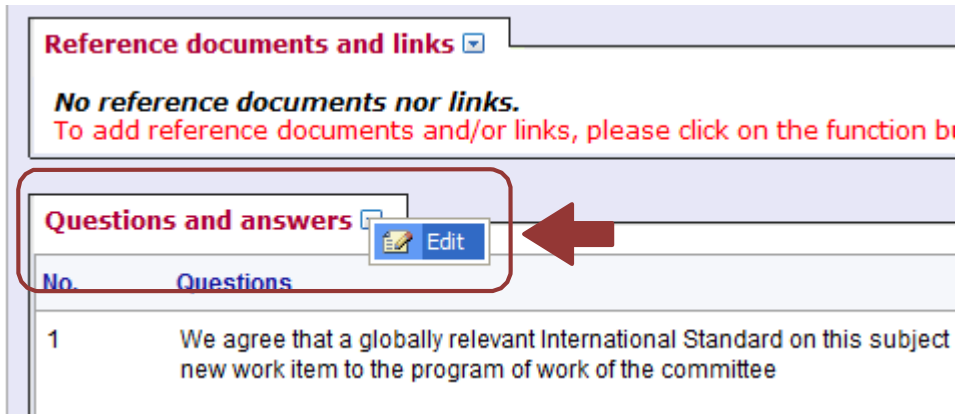 Reference documents and links
No reference documents nor links.
To add reference documents and/or links, please click on the function
Questions and answers
Edit
No. Questions
1 We agree that a globally relevant International Standard on this subject
new work item to the program of work of the committee